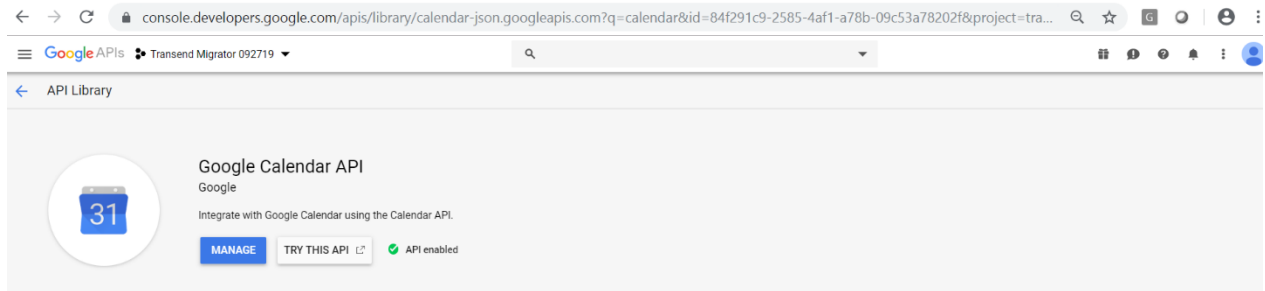 console.developers.google.com/apis/library/calendar-json.googleapis.com?q=calendar&id=84f291c9-2585-4af1-a78b-09c53a78202f&project=tra...
G
Google APIs Transend Migrator 092719
API Library
31
Google Calendar API
Google
Integrate with Google Calendar using the Calendar API.
MANAGE TRY THIS API API enabled